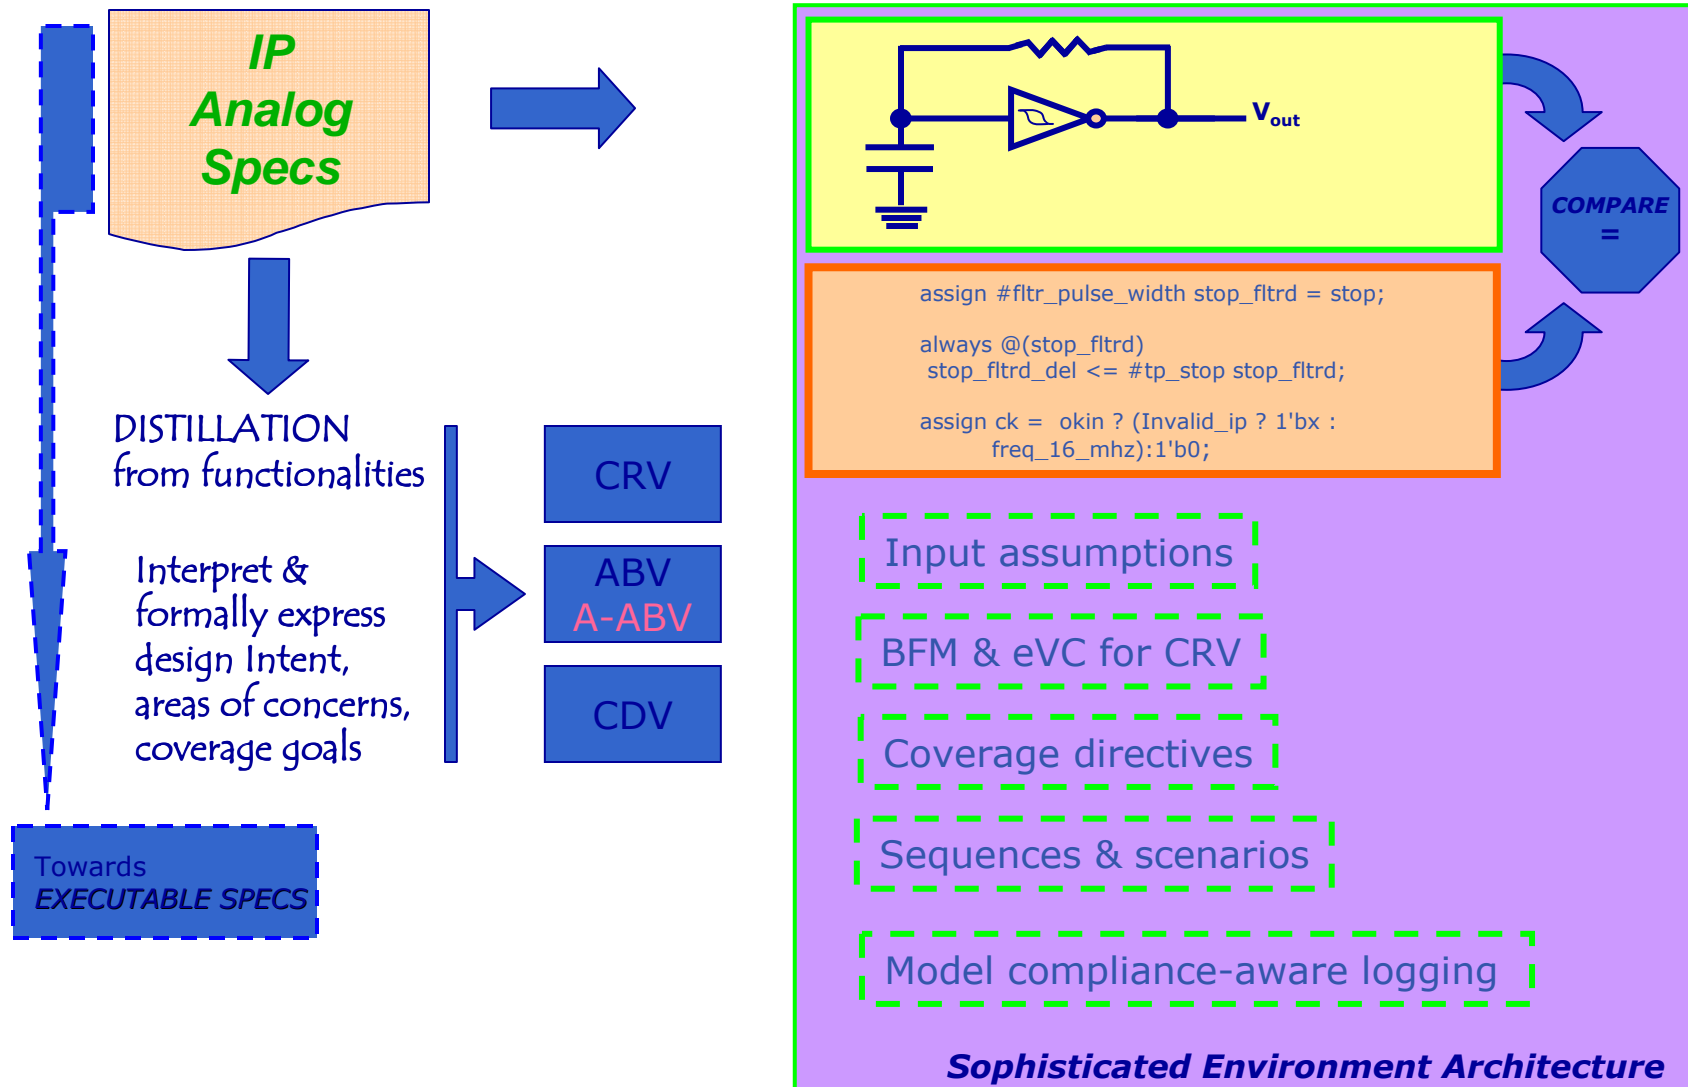 IP
Analog
Specs
DISTILLATION
from functionalities
Interpret &
formally express
design Intent,
areas of concerns,
coverage goals
Towards
EXECUTABLE SPECS
CRV
ABV
A-ABV
CDV
Vout
COMPARE
=
assign #fltr_pulse_width stop_fltrd = stop;
always @(stop_fltrd)
stop_fltrd_del <= #tp_stop stop_fltrd;
assign ck = okin ? (Invalid_ip ? 1'bx :
freq_16_mhz):1'b0;
Input assumptions
BFM & eVC for CRV
Coverage directives
Sequences & scenarios
Model compliance-aware logging
Sophisticated Environment Architecture